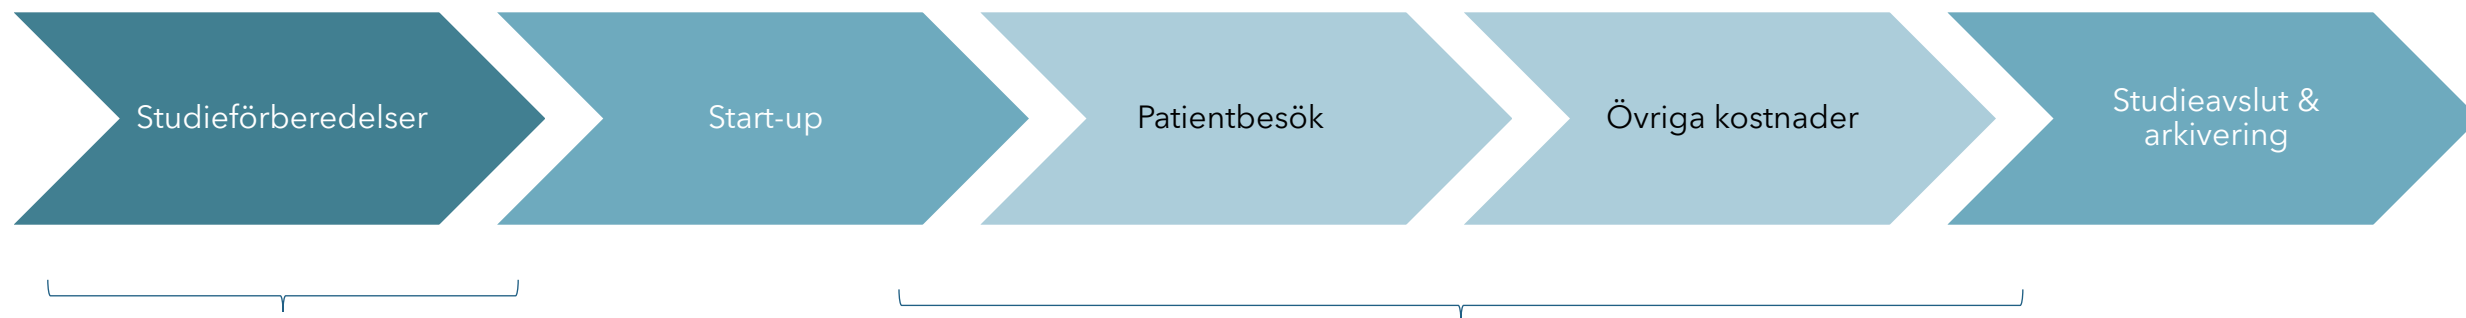 Studieförberedelser
Start-up
Patientbesök
Övriga kostnader
Studieavslut &
arkivering